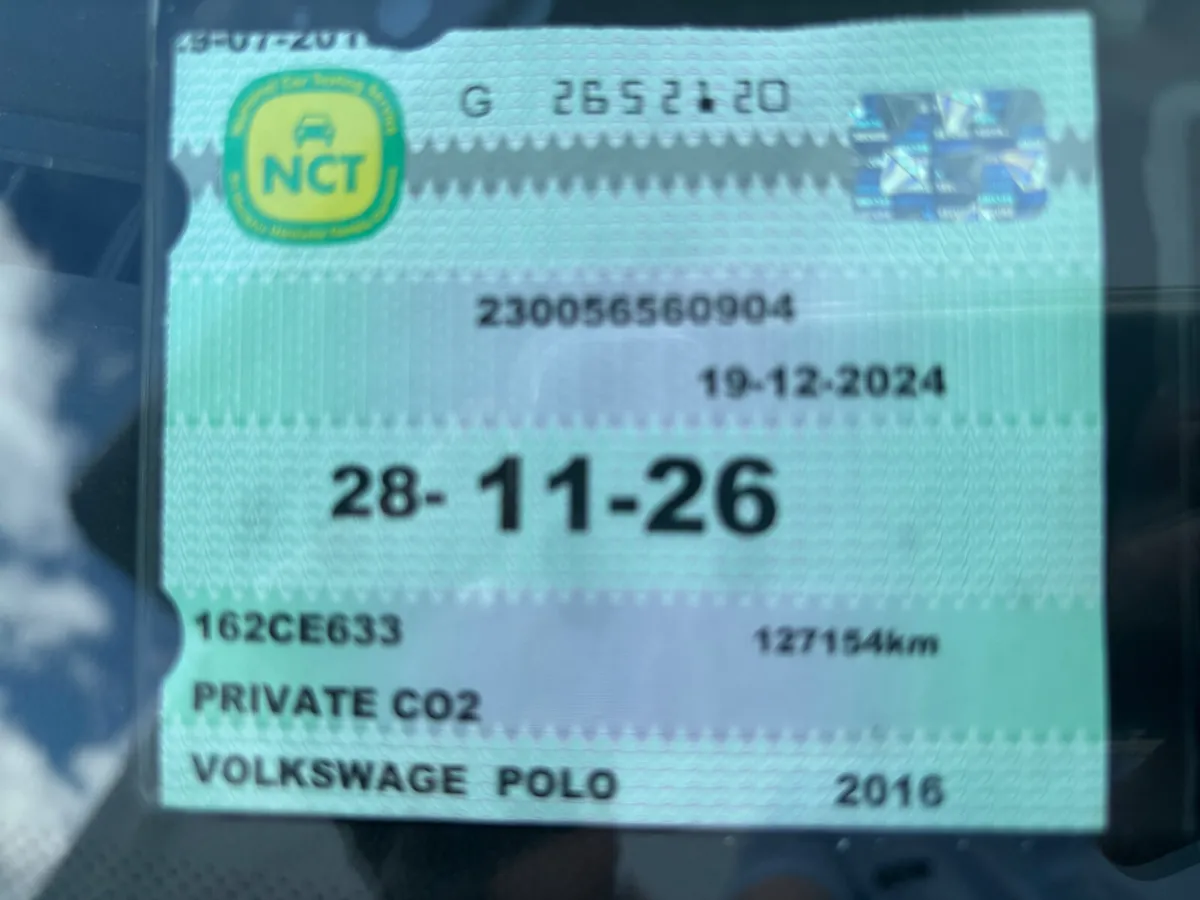 G 2652120
NCT
230056560904
19-12-2024
28- 11-26
162CE633
127154km
PRIVATE CO2
VOLKSWAGE POLO
2016